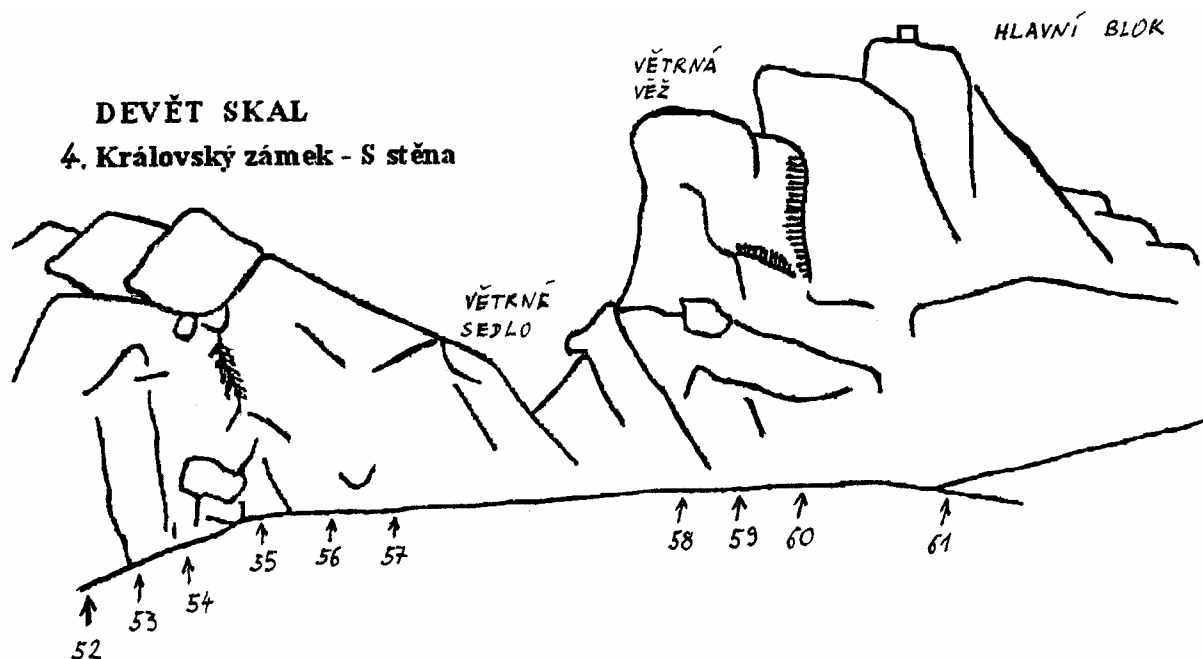 HLAVNÍ BLOK
VĚTRNÁ
VĚŽ
DEVĚT SKAL
4. Královský zámek - S stěna
VĚTRNÉ
SEDLO
52
53
54
35
56
57
58
59
60
61